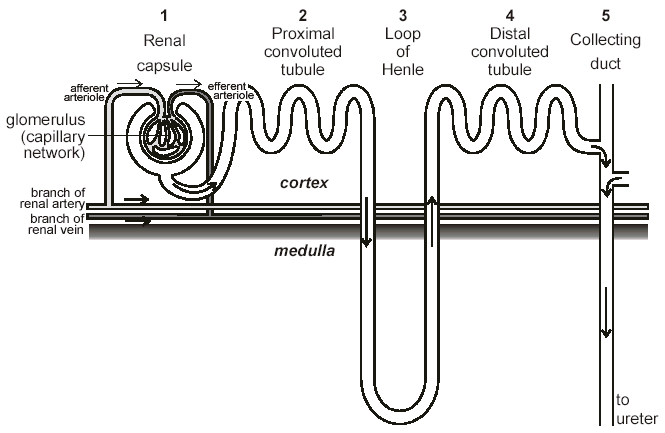 1
Renal
capsule
2
Proximal
convoluted
tubule
3
Loop
of
Henle
4
Distal
convoluted
tubule
5
Collecting
duct
afferent
arteriole
efferent
arteriole
glomerulus
(capillary
network)
cortex
branch of
renal artery
branch of
renal vein
medulla
to
ureter